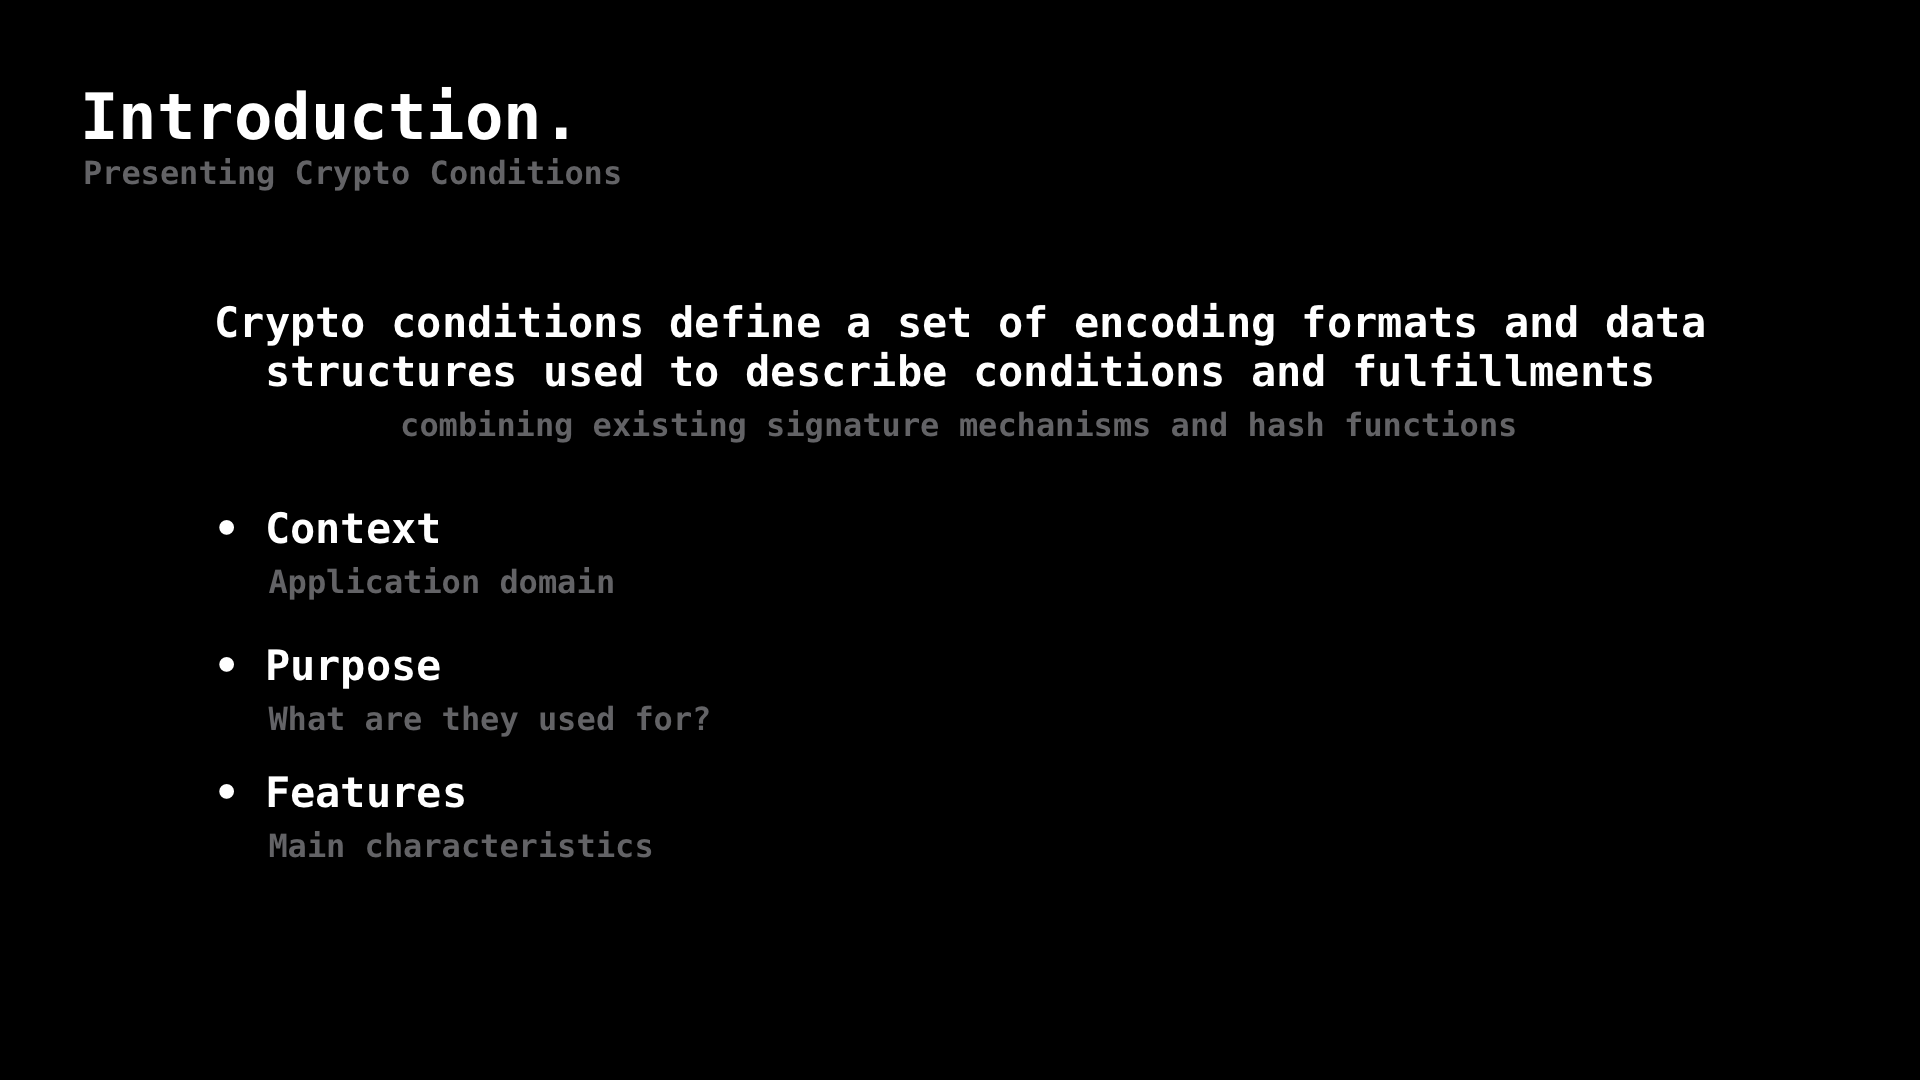 Introduction.
Presenting Crypto Conditions
Crypto conditions define a set of encoding formats and data
structures used to describe conditions and fulfillments
combining existing signature mechanisms and hash functions
• Context
Application domain
• Purpose
What are they used for?
• Features
Main characteristics